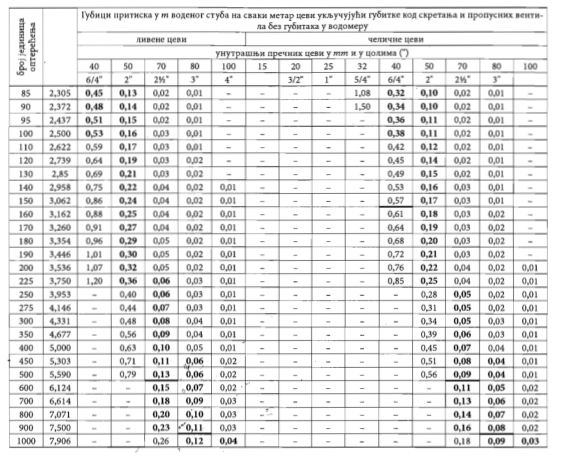 број јединица оптерећења
Губици притиска у m воденог стуба на сваки метар цеви укључујући губитке код скретања и пропусних венти-
ла без губитака у водомеру
ливене цеви челичне цеви
унутрашњи пречник цеви у mm и у цолима (")
40 50 70 80 100 15 20 25 32 40 50 70 80 100
6/4" 2" 2½" 3" 4" 3/2" 1" 5/4" 6/4" 2" 2½" 3"
85 2,305 0,45 0,13 0,02 0,01 – – – – 1,08 0,32 0,10 0,02 0,01 –
90 2,372 0,48 0,14 0,02 0,01 – – – – 1,50 0,34 0,10 0,02 0,01 –
95 2,437 0,51 0,15 0,02 0,01 – – – – – 0,36 0,11 0,02 0,01 –
100 2,500 0,53 0,16 0,03 0,01 – – – – – 0,38 0,11 0,02 0,01 –
110 2,622 0,59 0,17 0,03 0,01 – – – – – 0,42 0,12 0,02 0,01 –
120 2,739 0,64 0,19 0,03 0,02 – – – – – 0,45 0,14 0,02 0,01 –
130 2,85 0,69 0,21 0,03 0,02 – – – – – 0,49 0,15 0,02 0,01 –
140 2,958 0,75 0,22 0,04 0,02 0,01 – – – – 0,53 0,16 0,03 0,01 –
150 3,062 0,86 0,24 0,04 0,02 0,01 – – – – 0,57 0,17 0,03 0,01 –
160 3,162 0,88 0,25 0,04 0,02 0,01 – – – – 0,61 0,18 0,03 0,02 –
170 3,260 0,91 0,27 0,04 0,02 0,01 – – – – 0,64 0,19 0,03 0,02 –
180 3,354 0,96 0,29 0,05 0,02 0,01 – – – – 0,68 0,20 0,03 0,02 –
190 3,446 1,01 0,30 0,05 0,02 0,01 – – – – 0,72 0,21 0,03 0,02 –
200 3,536 1,07 0,32 0,05 0,02 0,01 – – – – 0,76 0,22 0,04 0,02 0,01
225 3,750 1,20 0,36 0,06 0,03 0,01 – – – – 0,85 0,25 0,04 0,02 0,01
250 3,953 – 0,40 0,06 0,03 0,01 – – – – – 0,28 0,05 0,02 0,01
275 4,146 – 0,44 0,07 0,03 0,01 – – – – – 0,31 0,05 0,02 0,01
300 4,331 – 0,48 0,08 0,04 0,01 – – – – – 0,34 0,05 0,03 0,01
350 4,677 – 0,56 0,09 0,04 0,01 – – – – – 0,39 0,06 0,03 0,01
400 5,000 – 0,63 0,10 0,05 0,01 – – – – – 0,45 0,07 0,04 0,01
450 5,303 – 0,71 0,11 0,06 0,02 – – – – – 0,51 0,08 0,04 0,01
500 5,590 – 0,79 0,13 0,06 0,02 – – – – – 0,56 0,09 0,04 0,01
600 6,124 – – 0,15 0,07 0,02 – – – – – – 0,11 0,05 0,02
700 6,614 – – 0,18 0,09 0,03 – – – – – – 0,13 0,06 0,02
800 7,071 – – 0,20 0,10 0,03 – – – – – – 0,14 0,07 0,02
900 7,500 – – 0,23 0,11 0,03 – – – – – – 0,16 0,08 0,02
1000 7,906 – – 0,26 0,12 0,04 – – – – – – 0,18 0,09 0,03